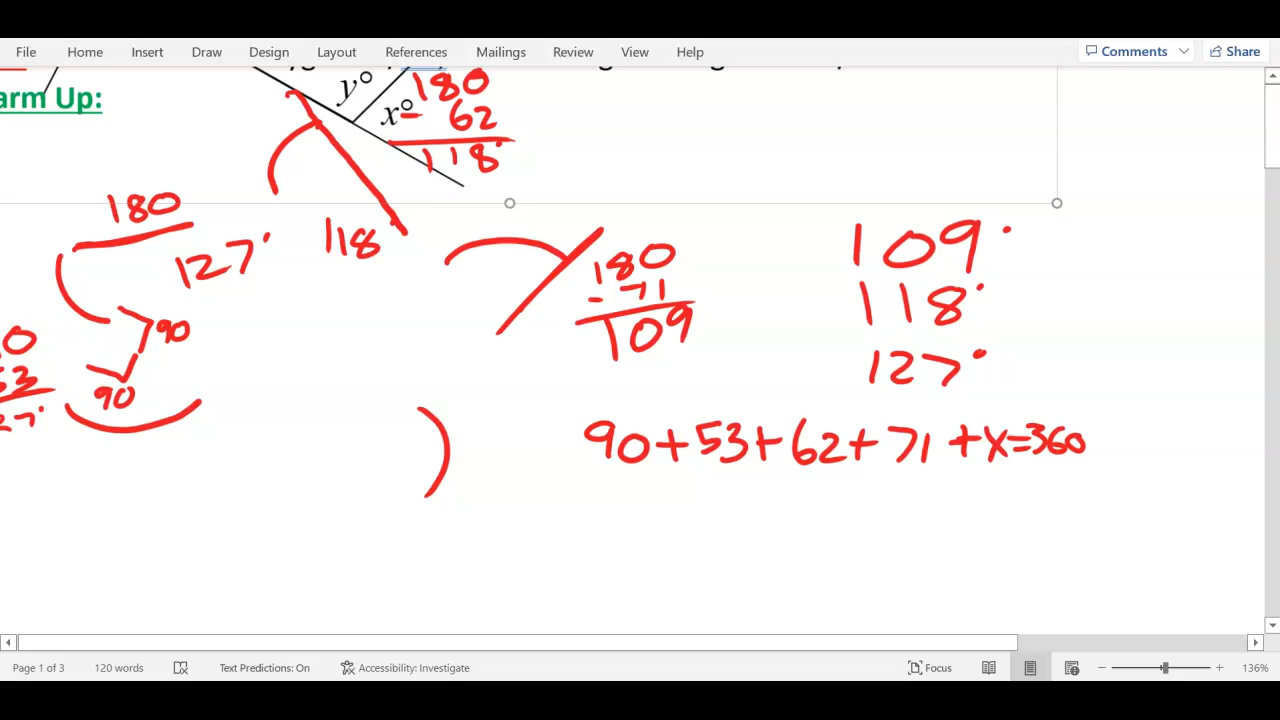 File Home Insert Draw Design Layout References Mailings Review View Help Comments Share
arm Up:
y°
x°
180
- 62
118°
180
127°
118
90
90
180
- 71
109
109°
118°
127°
90+53+62+71+x=360
Page 1 of 3 120 words Text Predictions: On Accessibility: Investigate Focus 136%